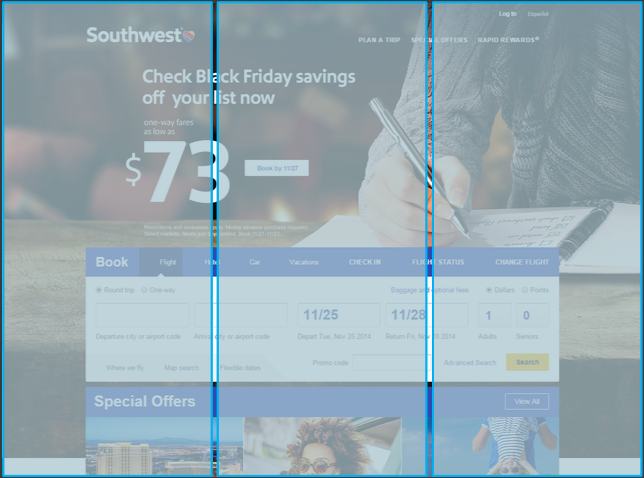 Log In Español
Southwest
PLAN A TRIP SPECIAL OFFERS RAPID REWARDS®
Check Black Friday savings
off your list now
one-way fares
as low as
$73
Book by 11/27
Book Flight Hotel Car Vacations CHECK IN FLIGHT STATUS CHANGE FLIGHT
Round trip One-way Baggage and optional fees Dollars Points
11/25 11/28 1 0
Departure city or airport code Arrival city or airport code Depart Tue, Nov 25 2014 Return Fri, Nov 28 2014 Adults Seniors
Where we fly Map search Flexible dates Promo code Advanced Search Search
Special Offers View All